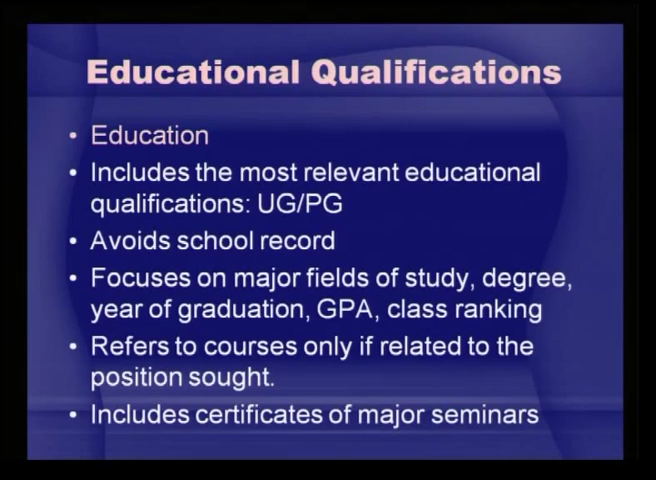 Educational Qualifications
• Education
• Includes the most relevant educational
qualifications: UG/PG
• Avoids school record
• Focuses on major fields of study, degree,
year of graduation, GPA, class ranking
• Refers to courses only if related to the
position sought.
• Includes certificates of major seminars